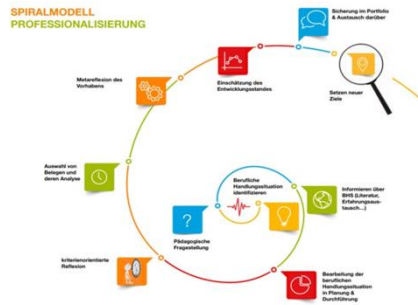 SPIRALMODELL
PROFESSIONALISIERUNG
Sicherung im Portfolio
& Austausch darüber
Einschätzung des
Entwicklungsstandes
Setzen neuer
Ziele
Metareflexion des
Vorhabens
Auswahl von
Belegen und
deren Analyse
Berufliche
Handlungssituation
identifizieren
Informieren über
BHS (Literatur,
Erfahrungsaus-
tausch...)
?
Pädagogische
Fragestellung
kriterienorientierte
Reflexion
Bearbeitung der
beruflichen
Handlungssituation
in Planung &
Durchführung